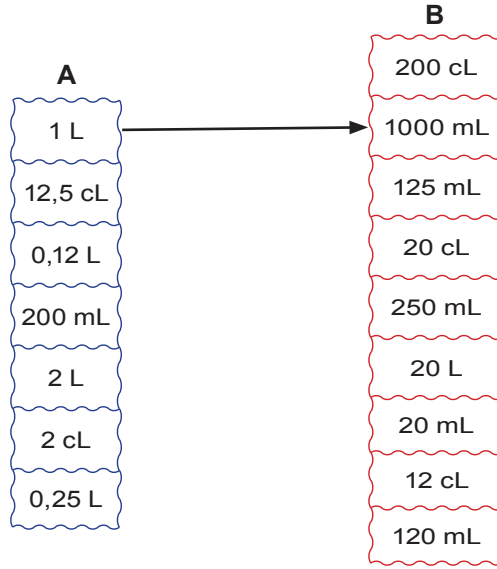 A
1 L
12,5 cL
0,12 L
200 mL
2 L
2 cL
0,25 L
B
200 cL
1000 mL
125 mL
20 cL
250 mL
20 L
20 mL
12 cL
120 mL